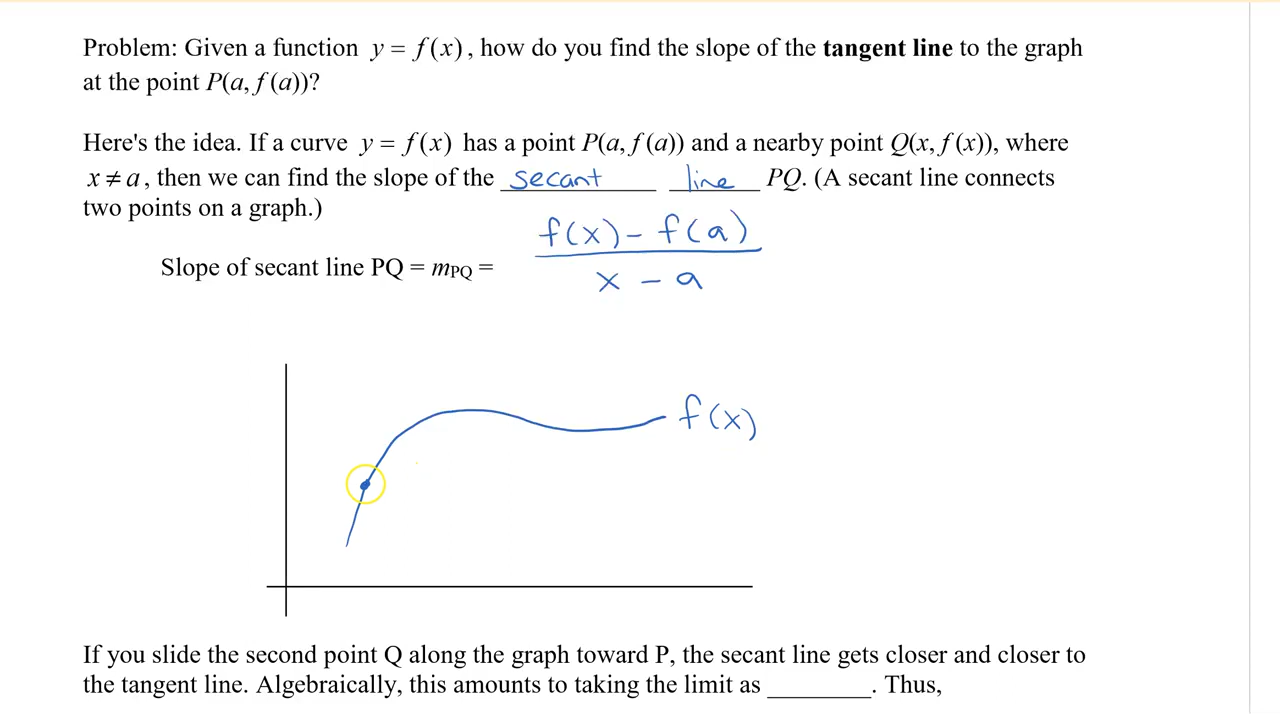 Problem: Given a function y = f(x), how do you find the slope of the tangent line to the graph
at the point P(a, f(a))?
Here's the idea. If a curve y = f(x) has a point P(a, f(a)) and a nearby point Q(x, f(x)), where
x ≠ a, then we can find the slope of the secant line PQ. (A secant line connects
two points on a graph.)
f(x) - f(a)
Slope of secant line PQ = mPQ =
x - a
f(x)
If you slide the second point Q along the graph toward P, the secant line gets closer and closer to
the tangent line. Algebraically, this amounts to taking the limit as ________. Thus,